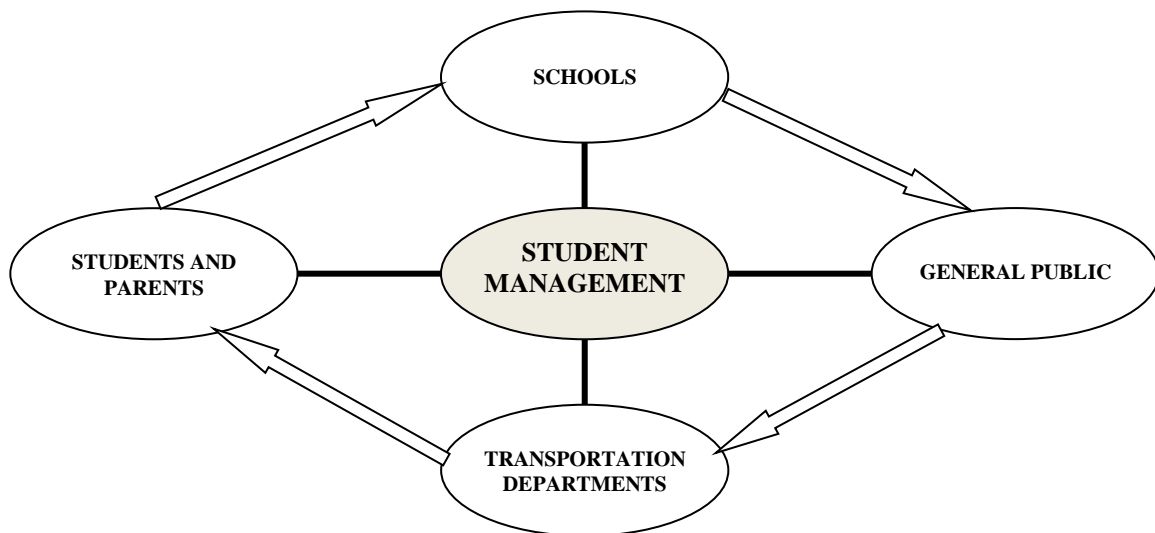 SCHOOLS
STUDENT
MANAGEMENT
STUDENTS AND
PARENTS
GENERAL PUBLIC
TRANSPORTATION
DEPARTMENTS